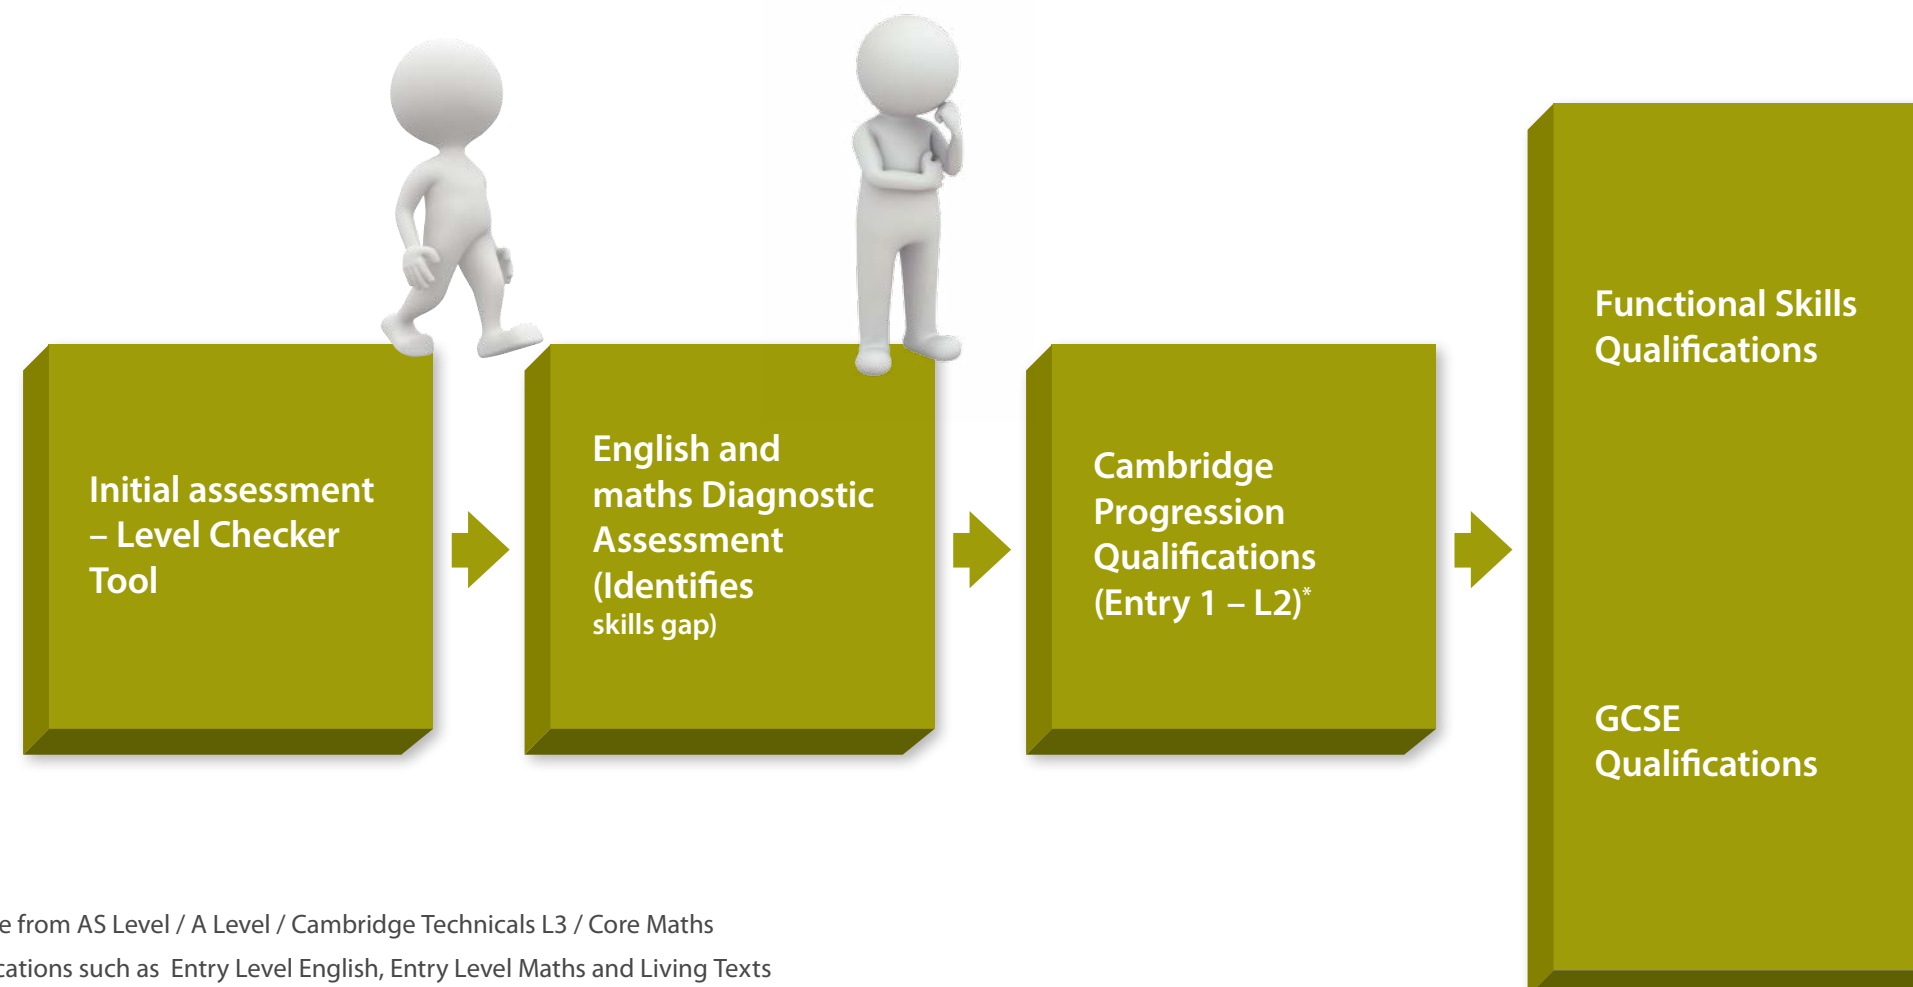 Initial assessment
– Level Checker
Tool
English and
maths Diagnostic
Assessment
(Identifies
skills gap)
Cambridge
Progression
Qualifications
(Entry 1 – L2)*
Functional Skills
Qualifications
GCSE
Qualifications
from AS Level / A Level / Cambridge Technicals L3 / Core Maths
such as Entry Level English, Entry Level Maths and Living Texts